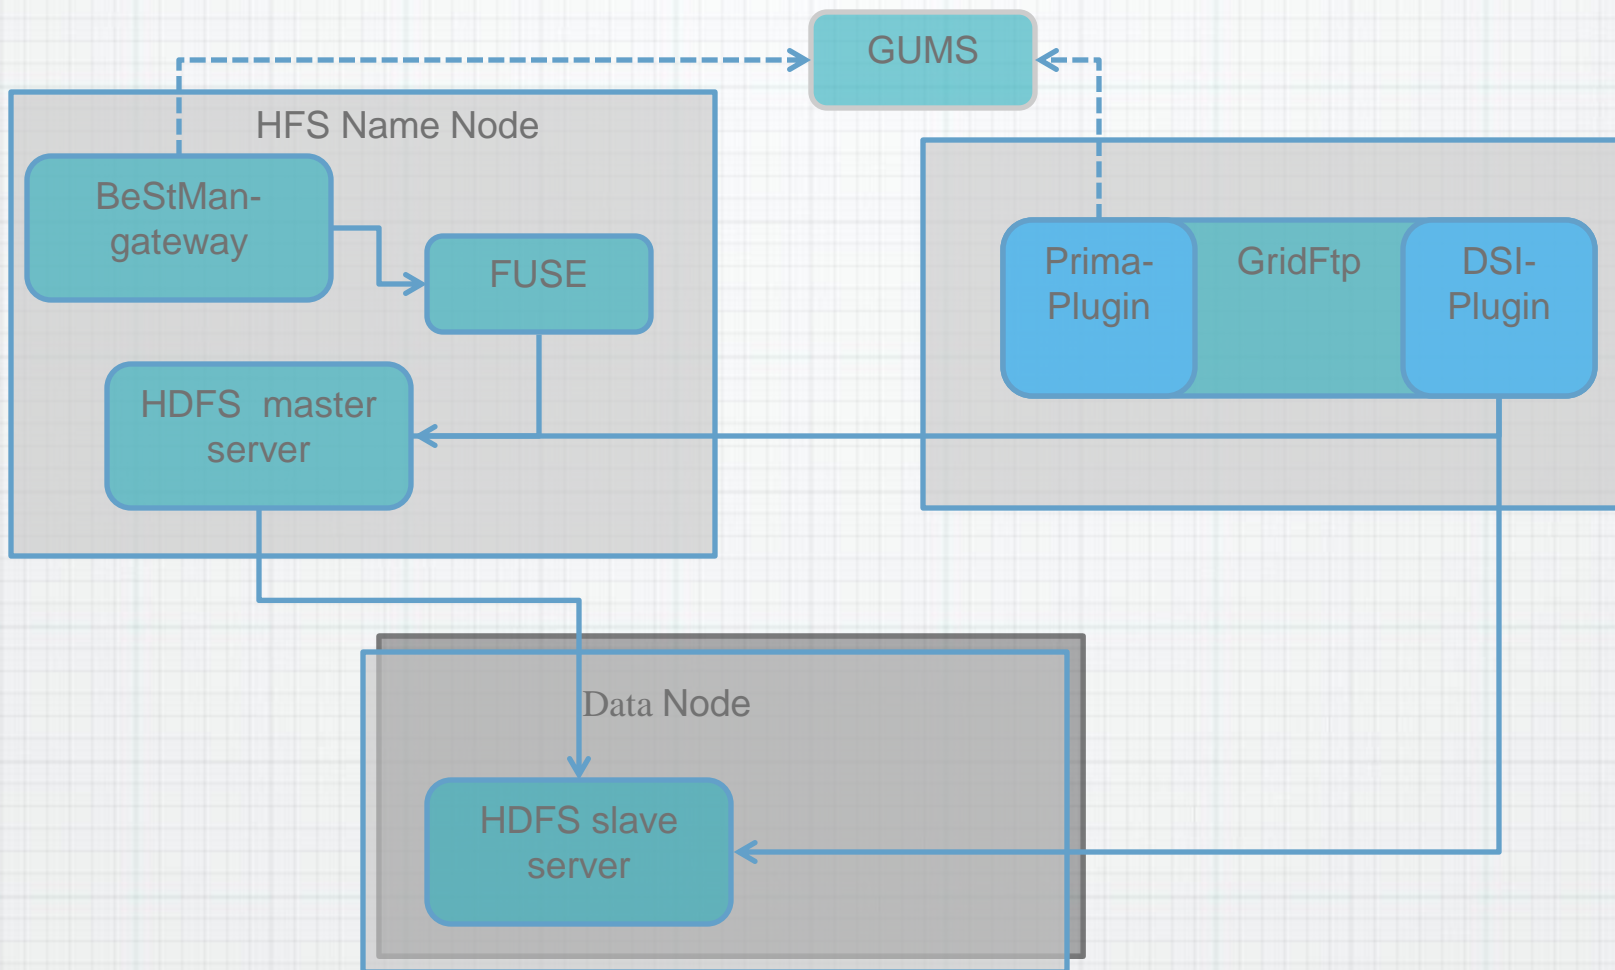 GUMS
HFS Name Node
BeStMan-
gateway
FUSE
HDFS  master
server
Prima-
Plugin
GridFtp
DSI-
Plugin
Data Node
HDFS slave
server